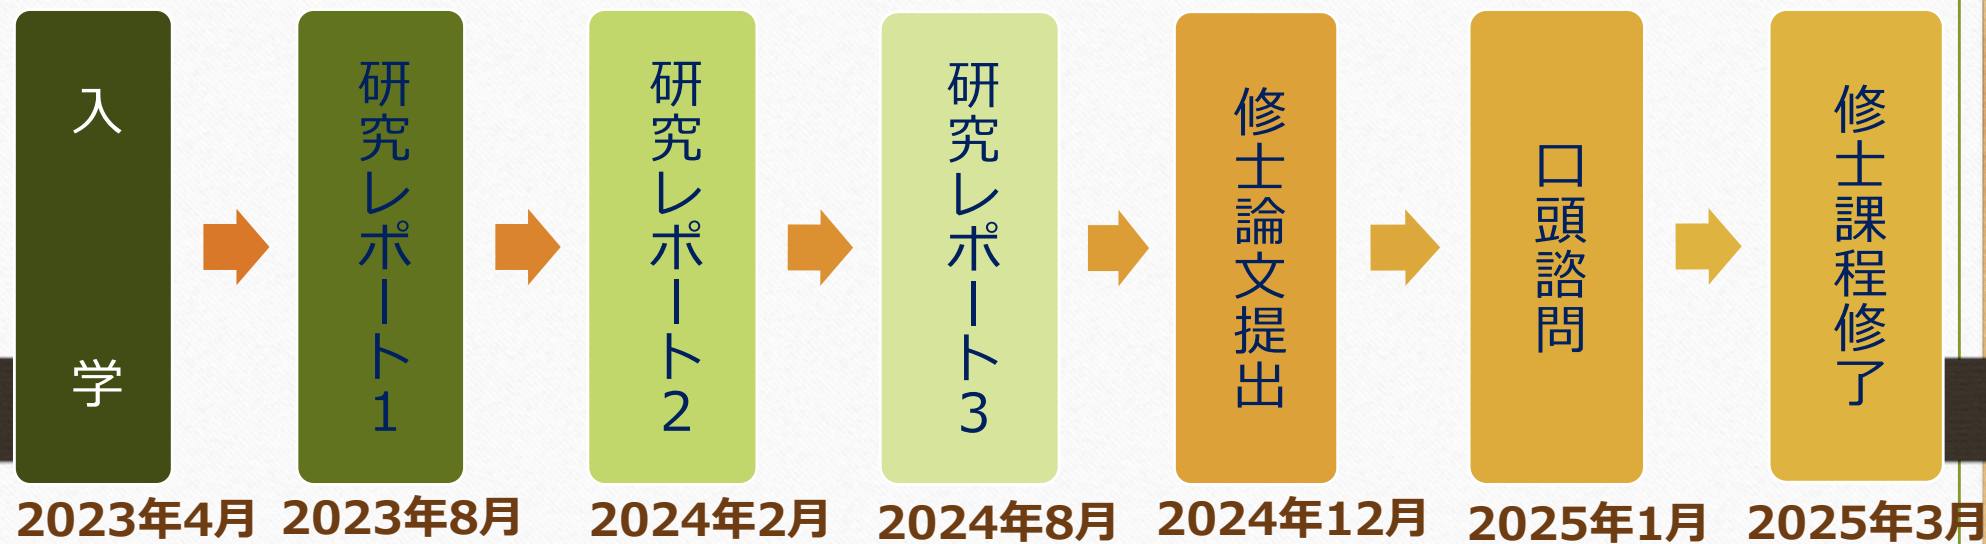 入学
研究レポート1
研究レポート2
研究レポート3
修士論文提出
口頭諮問
修士課程修了
2023年4月
2023年8月
2024年2月
2024年8月
2024年12月
2025年1月
2025年3月